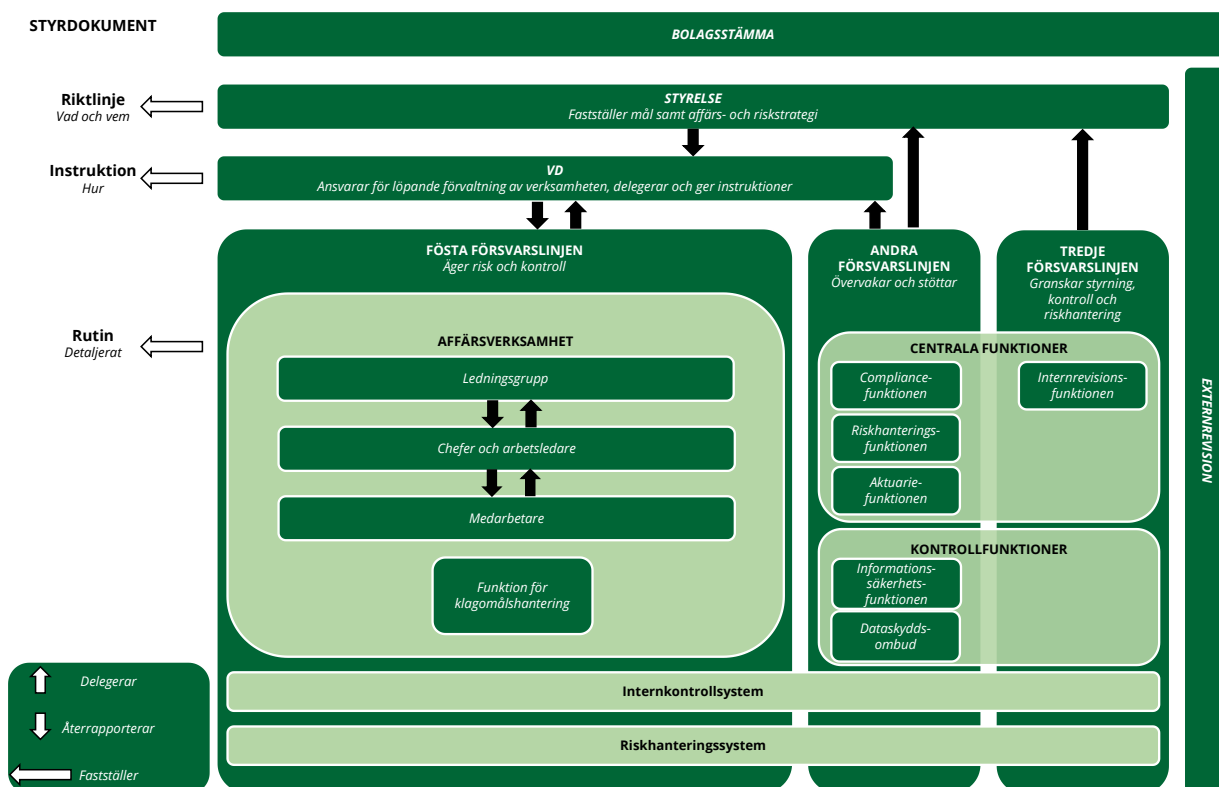 STYRDOKUMENT
BOLAGSSTÄMMA
Riktlinje
Vad och vem
STYRELSE
Fastställer mål samt affärs- och riskstrategi
Instruktion
Hur
VD
Ansvarar för löpande förvaltning av verksamheten, delegerar och ger instruktioner
FÖSTA FÖRSVARSLINJEN
Äger risk och kontroll
ANDRA
FÖRSVARSLINJEN
Övervakar och stöttar
TREDJE
FÖRSVARSLINJEN
Granskar styrning,
kontroll och
riskhantering
Rutin
Detaljerat
AFFÄRSVERKSAMHET
Ledningsgrupp
Chefer och arbetsledare
Medarbetare
Funktion för
klagomålshantering
CENTRALA FUNKTIONER
Compliance-
funktionen
Internrevisions-
funktionen
Riskhanterings-
funktionen
Aktuarie-
funktionen
KONTROLLFUNKTIONER
Informations-
säkerhets-
funktionen
Dataskydds-
ombud
EXTERNREVISION
Internkontrollsystem
Riskhanteringssystem
Delegerar
Återrapporterar
Fastställer